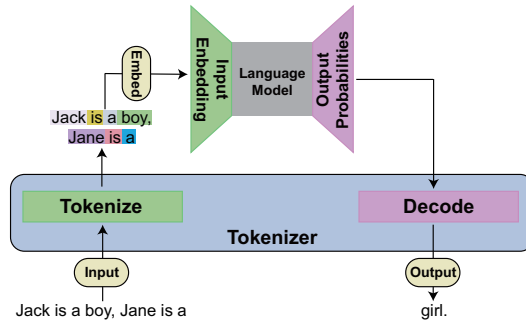 Embed
Input
Embedding
Language
Model
Output
Probabilities
Jack is a boy,
Jane is a
Tokenize
Decode
Tokenizer
Input
Output
Jack is a boy, Jane is a
girl.